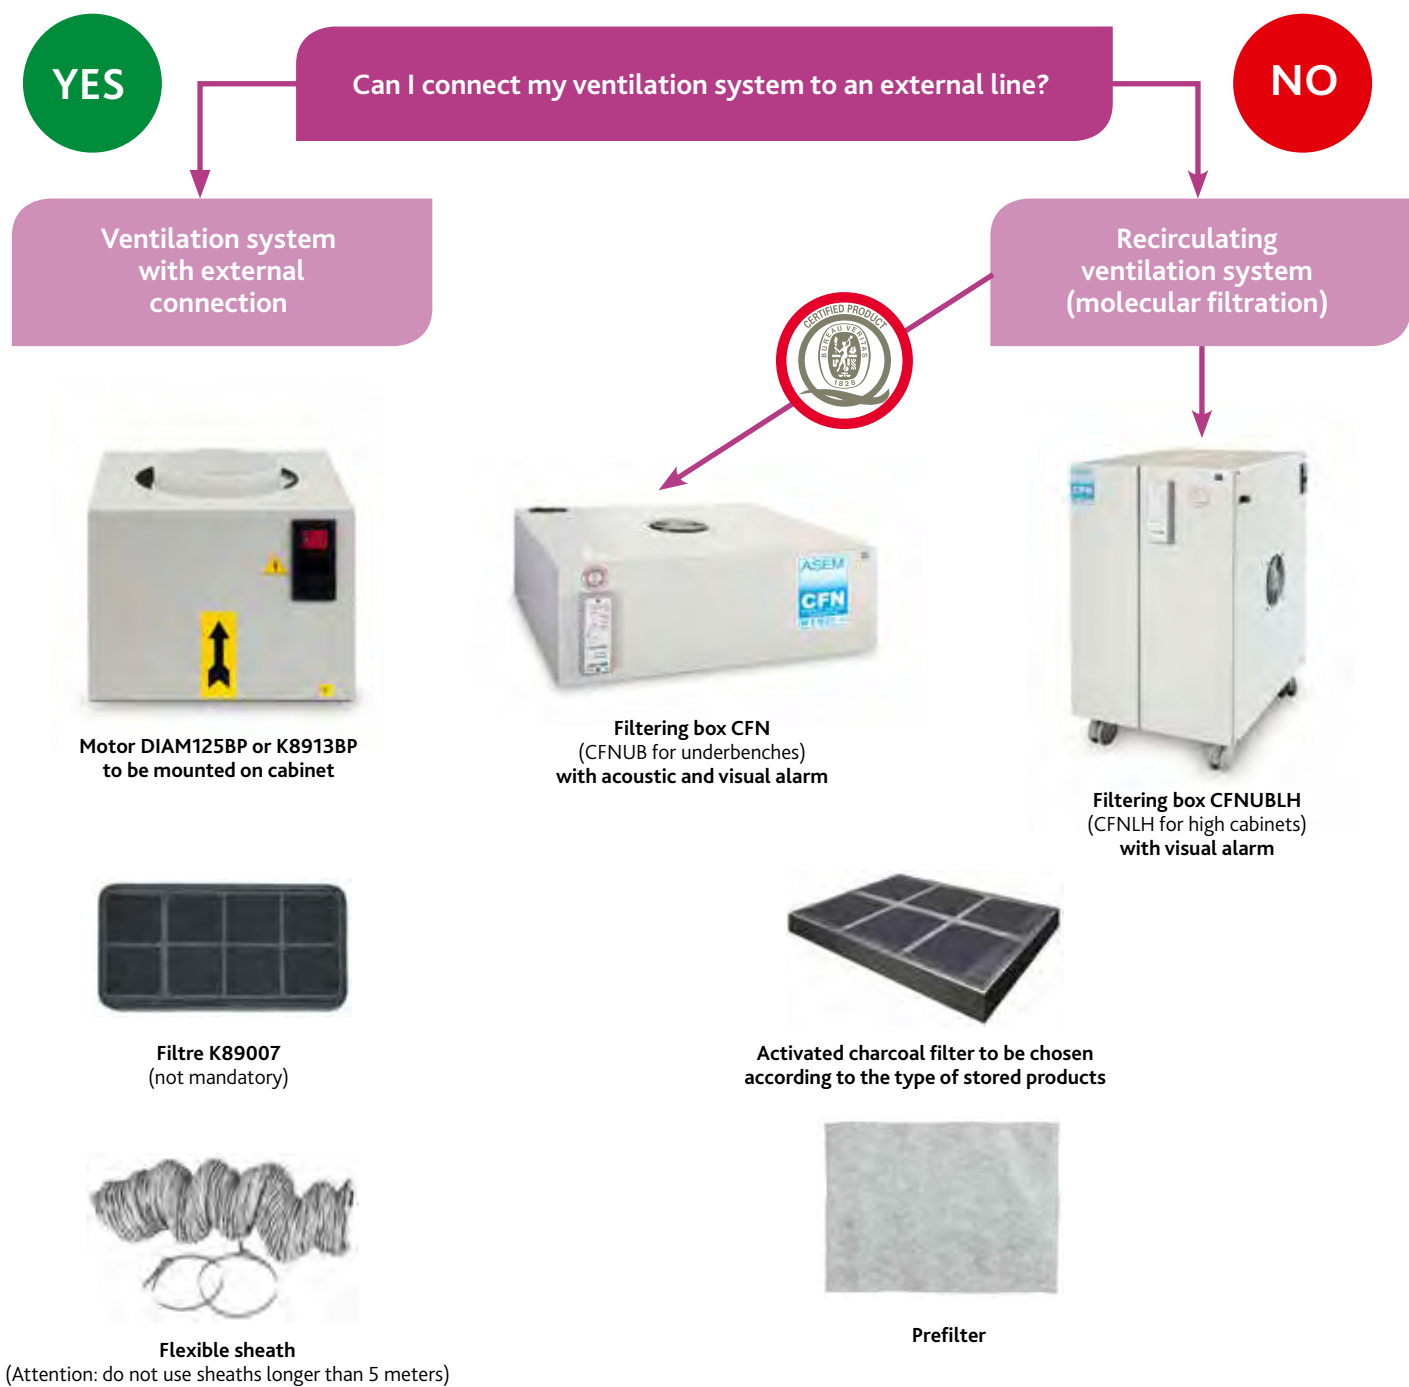 YES
Can I connect my ventilation system to an external line?
NO
Ventilation system
with external
connection
Recirculating
ventilation system
(molecular filtration)
CERTIFIED PRODUCT
BUREAU VERITAS
1828
ASEM
CFN
CFN
Motor DIAM125BP or K8913BP
to be mounted on cabinet
Filtering box CFN
(CFNUB for underbenches)
with acoustic and visual alarm
Filtering box CFNUBLH
(CFNLH for high cabinets)
with visual alarm
Filtre K89007
(not mandatory)
Activated charcoal filter to be chosen
according to the type of stored products
Flexible sheath
(Attention: do not use sheaths longer than 5 meters)
Prefilter